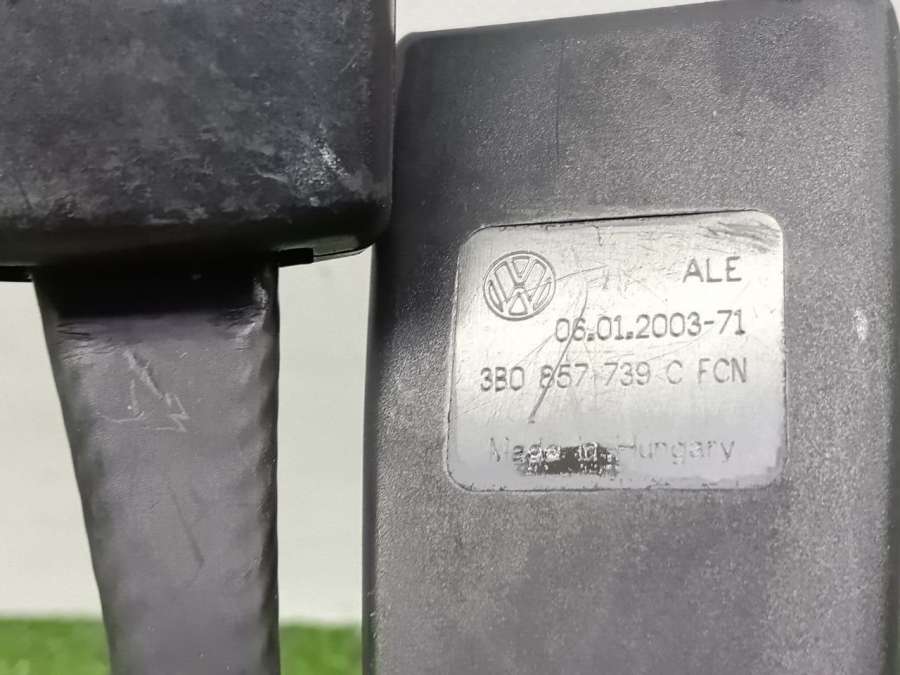 ALE
06.01.2003-71
3B0 857 739 C FCN
Made in Hungary